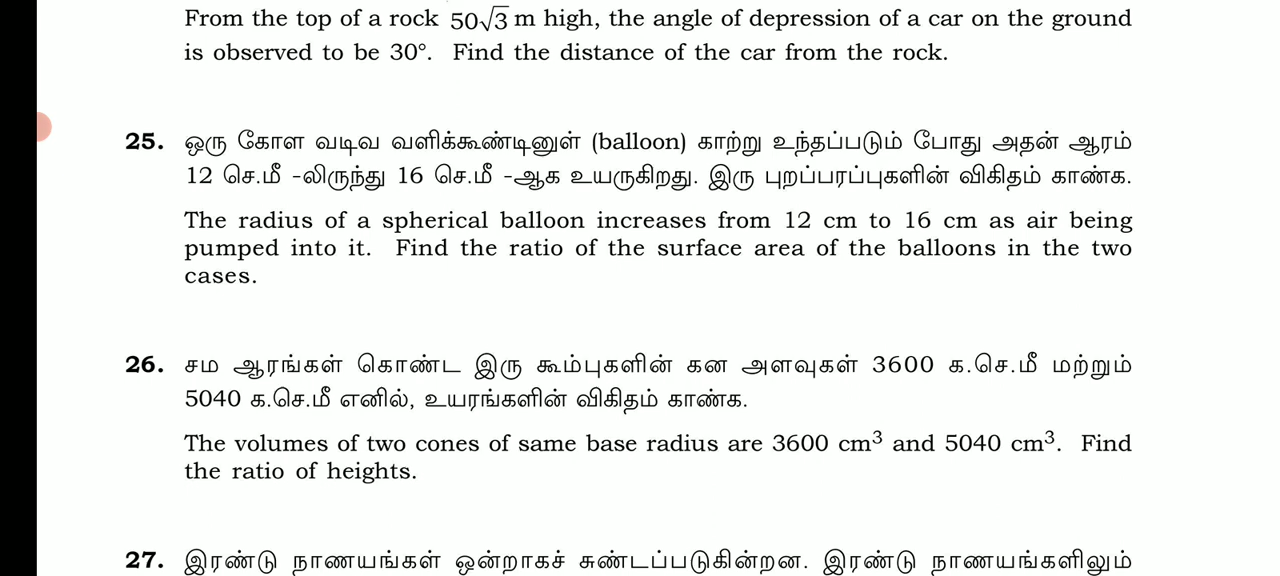 From the top of a rock 50√3 m high, the angle of depression of a car on the ground
is observed to be 30°. Find the distance of the car from the rock.
25. ஒரு கோள வடிவ வளிக்கூண்டினுள் (balloon) காற்று உந்தப்படும் போது அதன் ஆரம்
12 செ.மீ -லிருந்து 16 செ.மீ -ஆக உயருகிறது. இரு புறப்பரப்புகளின் விகிதம் காண்க.
The radius of a spherical balloon increases from 12 cm to 16 cm as air being
pumped into it. Find the ratio of the surface area of the balloons in the two
cases.
26. சம ஆரங்கள் கொண்ட இரு கூம்புகளின் கன அளவுகள் 3600 க.செ.மீ மற்றும்
5040 க.செ.மீ எனில், உயரங்களின் விகிதம் காண்க.
The volumes of two cones of same base radius are 3600 cm³ and 5040 cm³. Find
the ratio of heights.
27. இரண்டு நாணயங்கள் ஒன்றாகச் சுண்டப்படுகின்றன. இரண்டு நாணயங்களிலும்